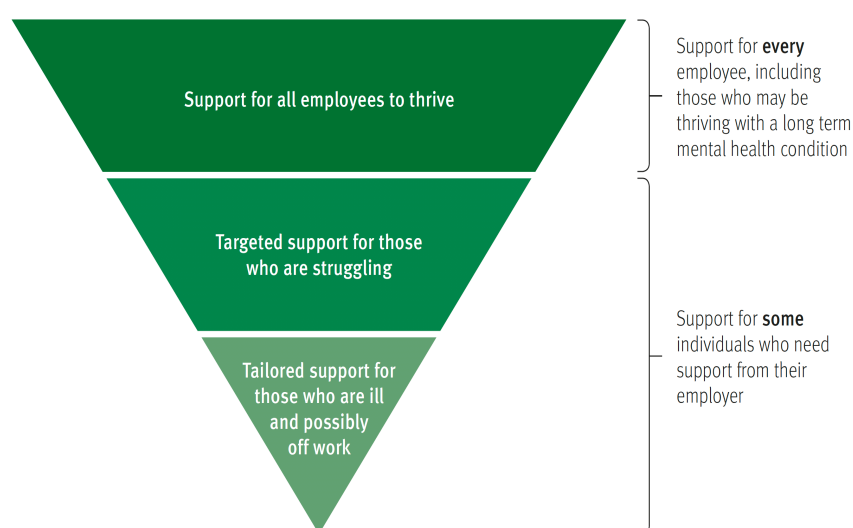 Support for all employees to thrive
Support for every
employee, including
those who may be
thriving with a long term
mental health condition
Targeted support for those
who are struggling
Tailored support for
those who are ill
and possibly
off work
Support for some
individuals who need
support from their
employer